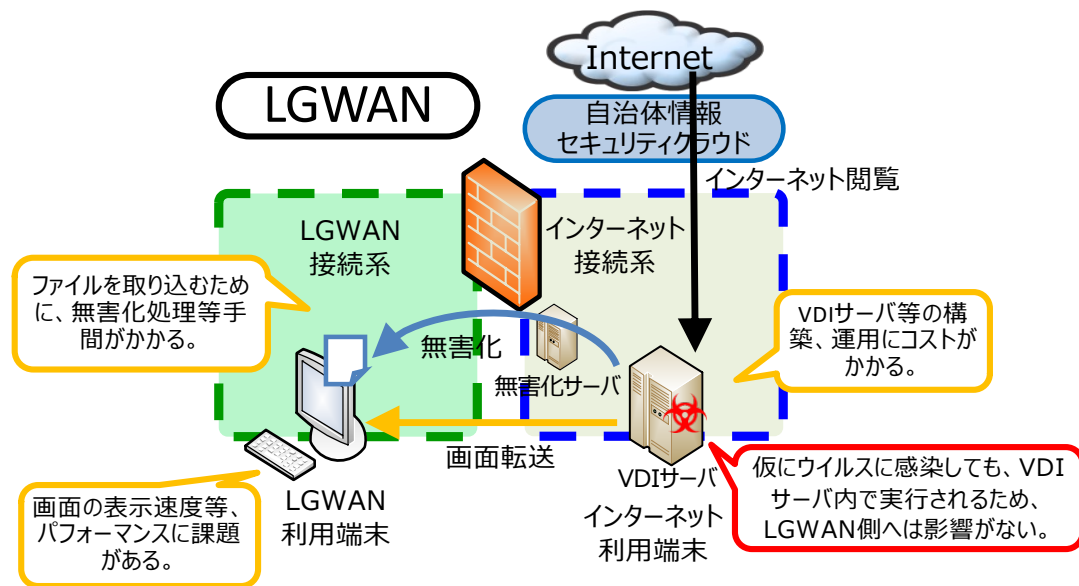 Internet
LGWAN
自治体情報
セキュリティクラウド
インターネット閲覧
LGWAN
接続系
インターネット
接続系
ファイルを取り込むため
に、無害化処理等手
間がかかる。
VDIサーバ等の構
築、運用にコストが
かかる。
無害化
無害化サーバ
画面転送
VDIサーバ
仮にウイルスに感染しても、VDI
サーバ内で実行されるため、
LGWAN側へは影響がない。
画面の表示速度等、
パフォーマンスに課題
がある。
LGWAN
利用端末
インターネット
利用端末